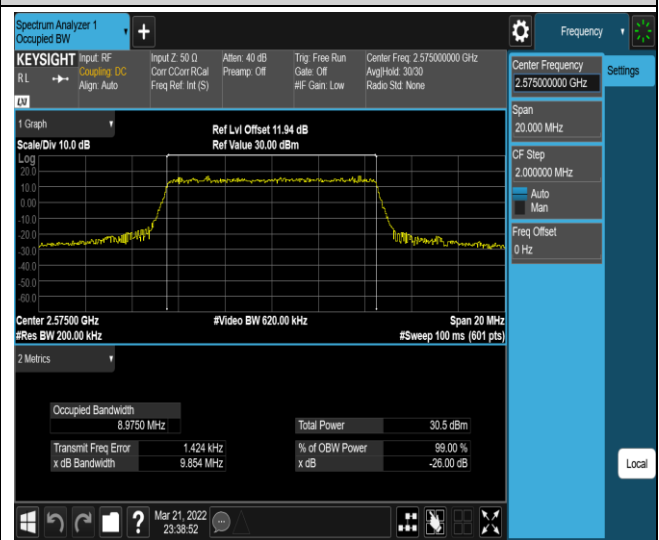 Spectrum Analyzer 1
Occupied BW
Frequency
KEYSIGHT
Input: RF
Coupling: DC
Align: Auto
Input Z: 50 Ω
Corr CCorr RCal
Freq Ref: Int (S)
Atten: 40 dB
Preamp: Off
Trig: Free Run
Gate: Off
#IF Gain: Low
Center Freq: 2.575000000 GHz
Avg|Hold: 30/30
Radio Std: None
RL
LXI
Center Frequency
2.575000000 GHz
Settings
Span
20.000 MHz
CF Step
2.000000 MHz
Auto
Man
Freq Offset
0 Hz
1 Graph
Scale/Div 10.0 dB
Ref Lvl Offset 11.94 dB
Ref Value 30.00 dBm
Log
20.0
10.0
0.00
-10.0
-20.0
-30.0
-40.0
-50.0
-60.0
Center 2.57500 GHz
#Video BW 620.00 kHz
Span 20 MHz
#Res BW 200.00 kHz
#Sweep 100 ms (601 pts)
2 Metrics
Occupied Bandwidth
8.9750 MHz
Total Power 30.5 dBm
Transmit Freq Error 1.424 kHz
% of OBW Power 99.00 %
x dB Bandwidth 9.854 MHz
x dB -26.00 dB
Local
Mar 21, 2022
23:38:52